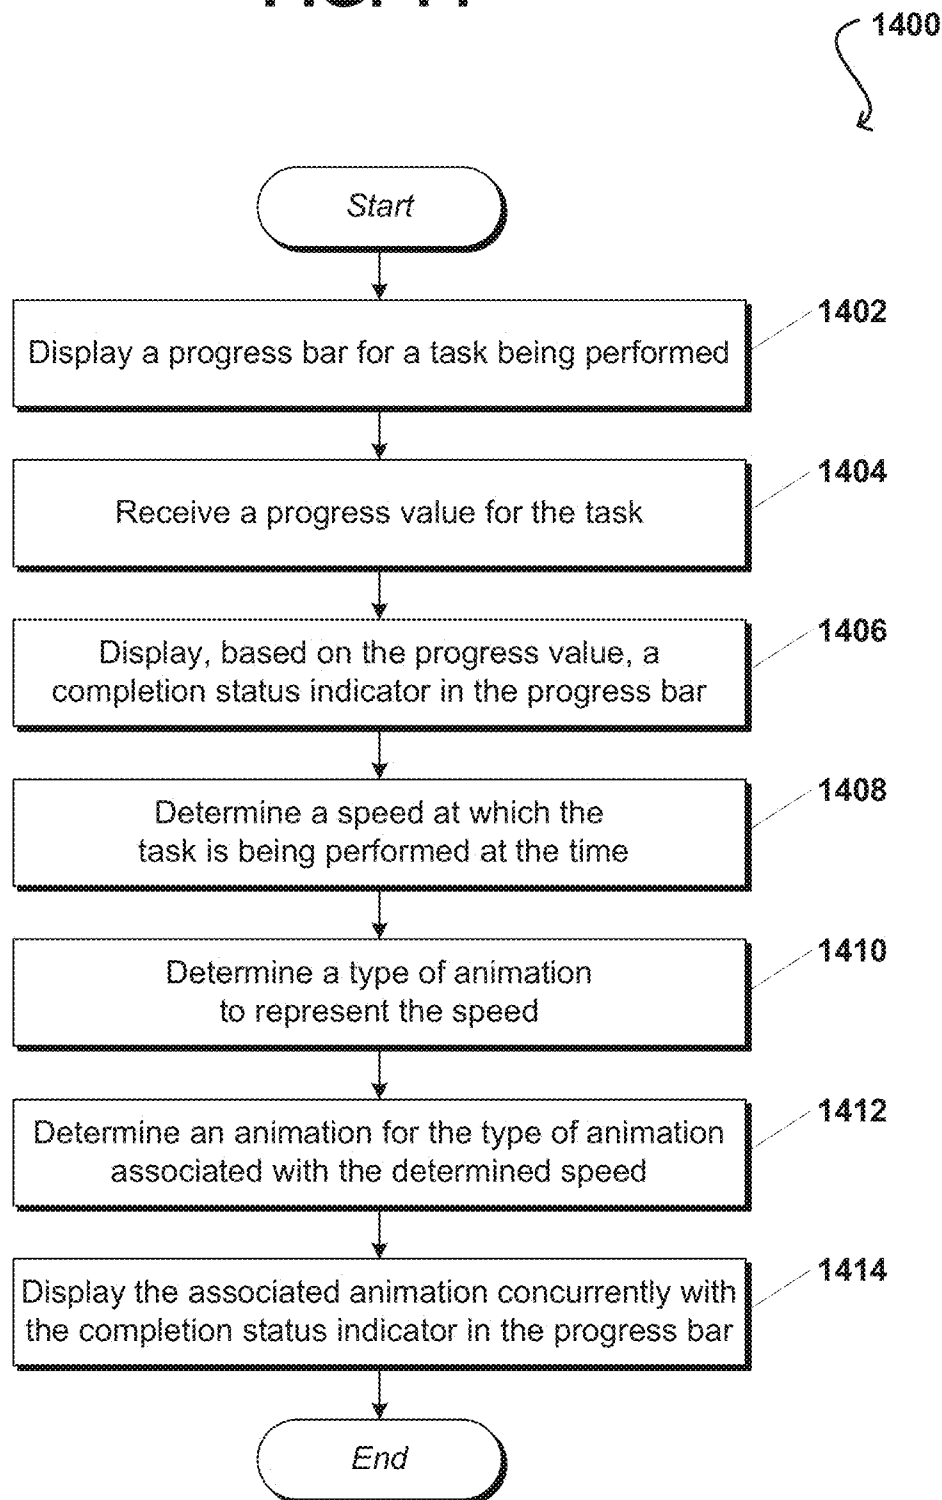 1400
Start
1402
Display a progress bar for a task being performed
1404
Receive a progress value for the task
1406
Display, based on the progress value, a
completion status indicator in the progress bar
1408
Determine a speed at which the
task is being performed at the time
1410
Determine a type of animation
to represent the speed
1412
Determine an animation for the type of animation
associated with the determined speed
1414
Display the associated animation concurrently with
the completion status indicator in the progress bar
End